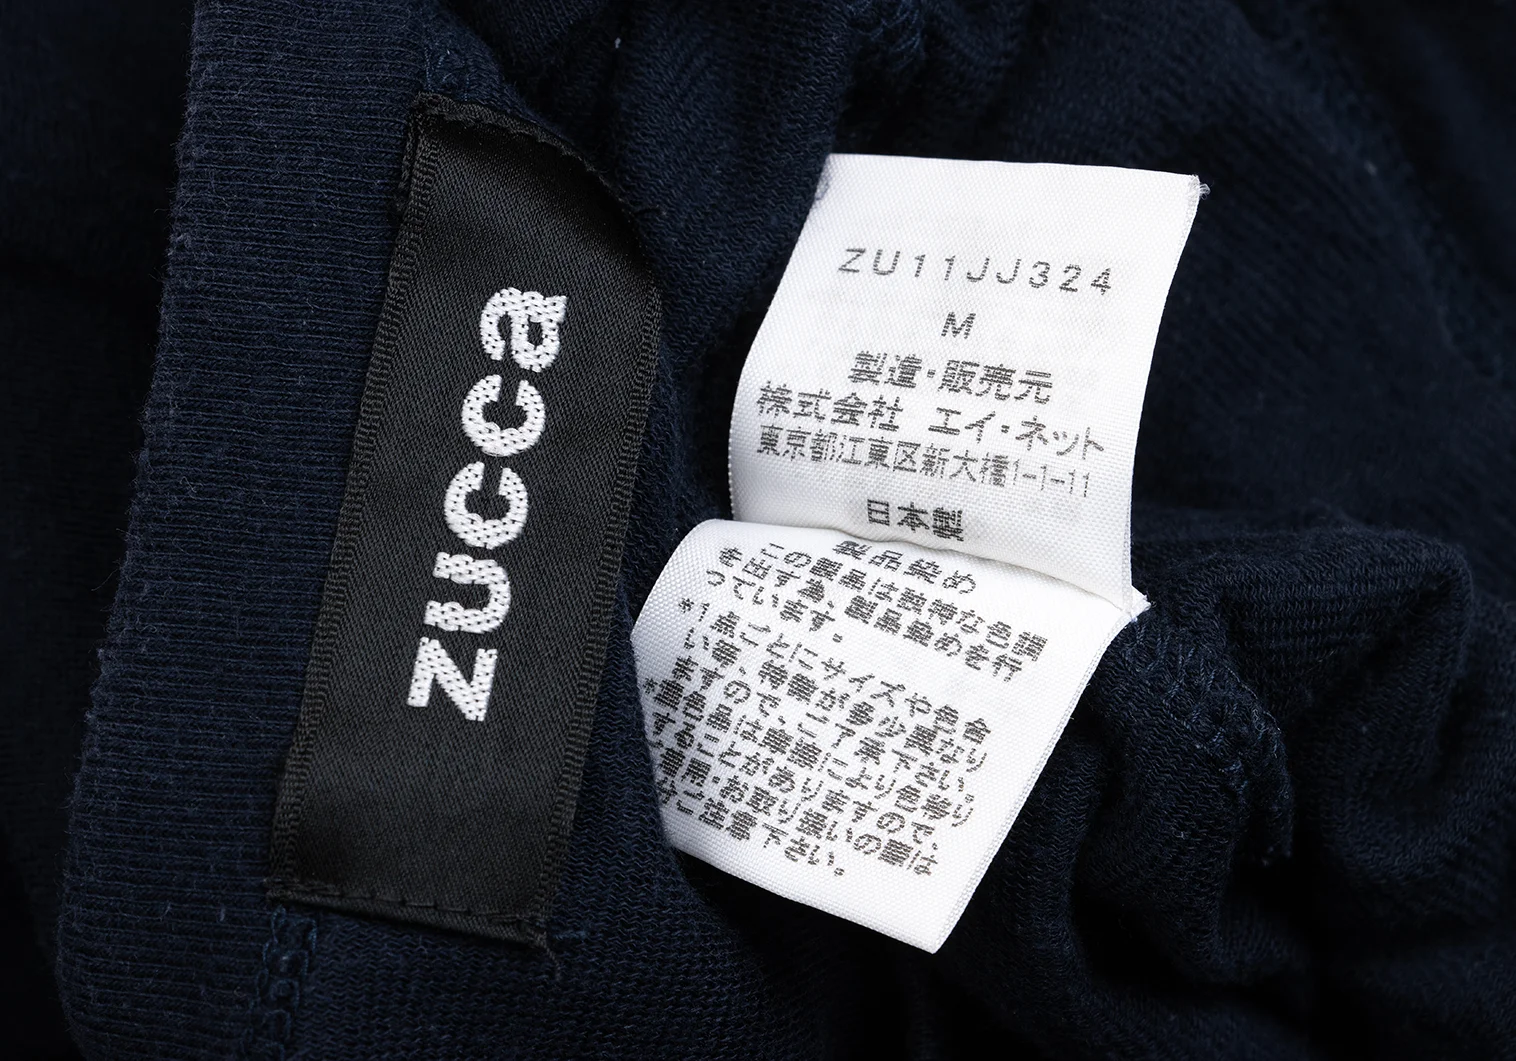 zucca
ZU11JJ324
M
製造・販売元
株式会社 エイ・ネット
東京都江東区新大橋1-1-11
日本製
製品染め
この製品は独特な色調
を出す為、製品染めを行
っています。
*1点ごとにサイズや色合
い等、特徴が多少異なり
ますので、ご了承下さい。
*濃色品は摩擦により色移り
することがありますので、
着用・お取り扱いの際は
ご注意下さい。